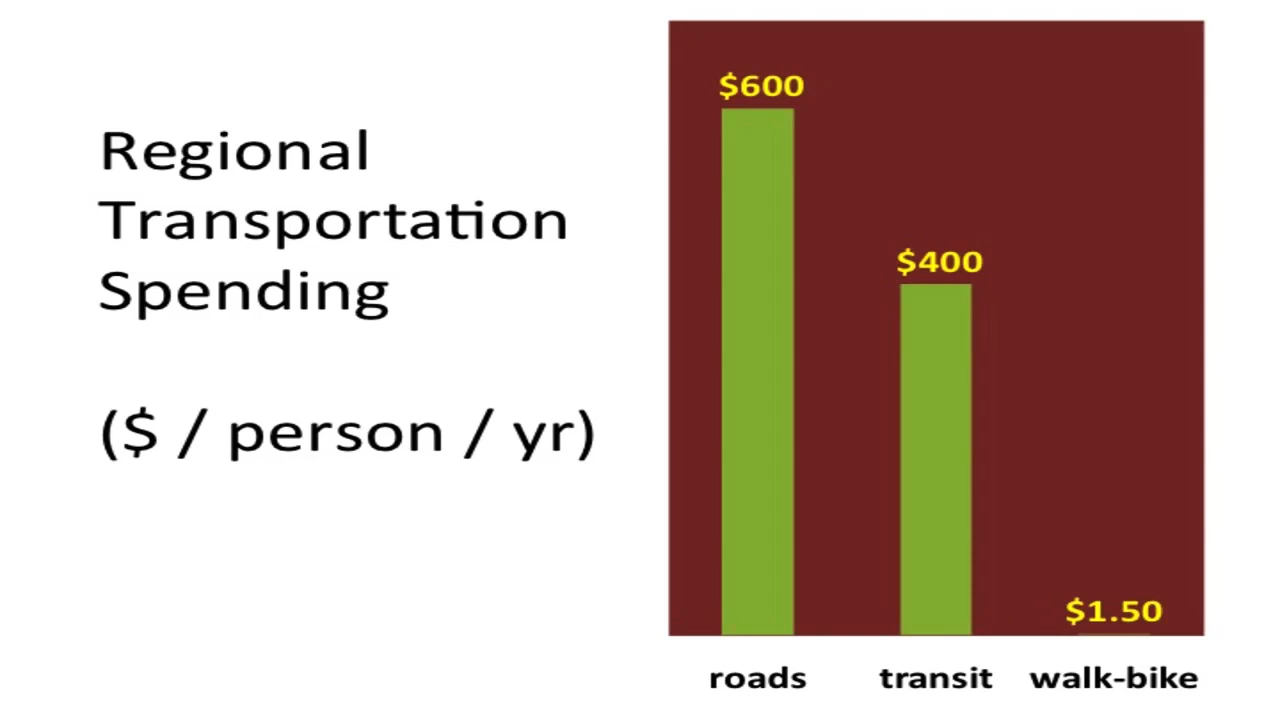 Regional
Transportation
Spending
($ / person / yr)
$600
$400
$1.50
roads transit walk-bike